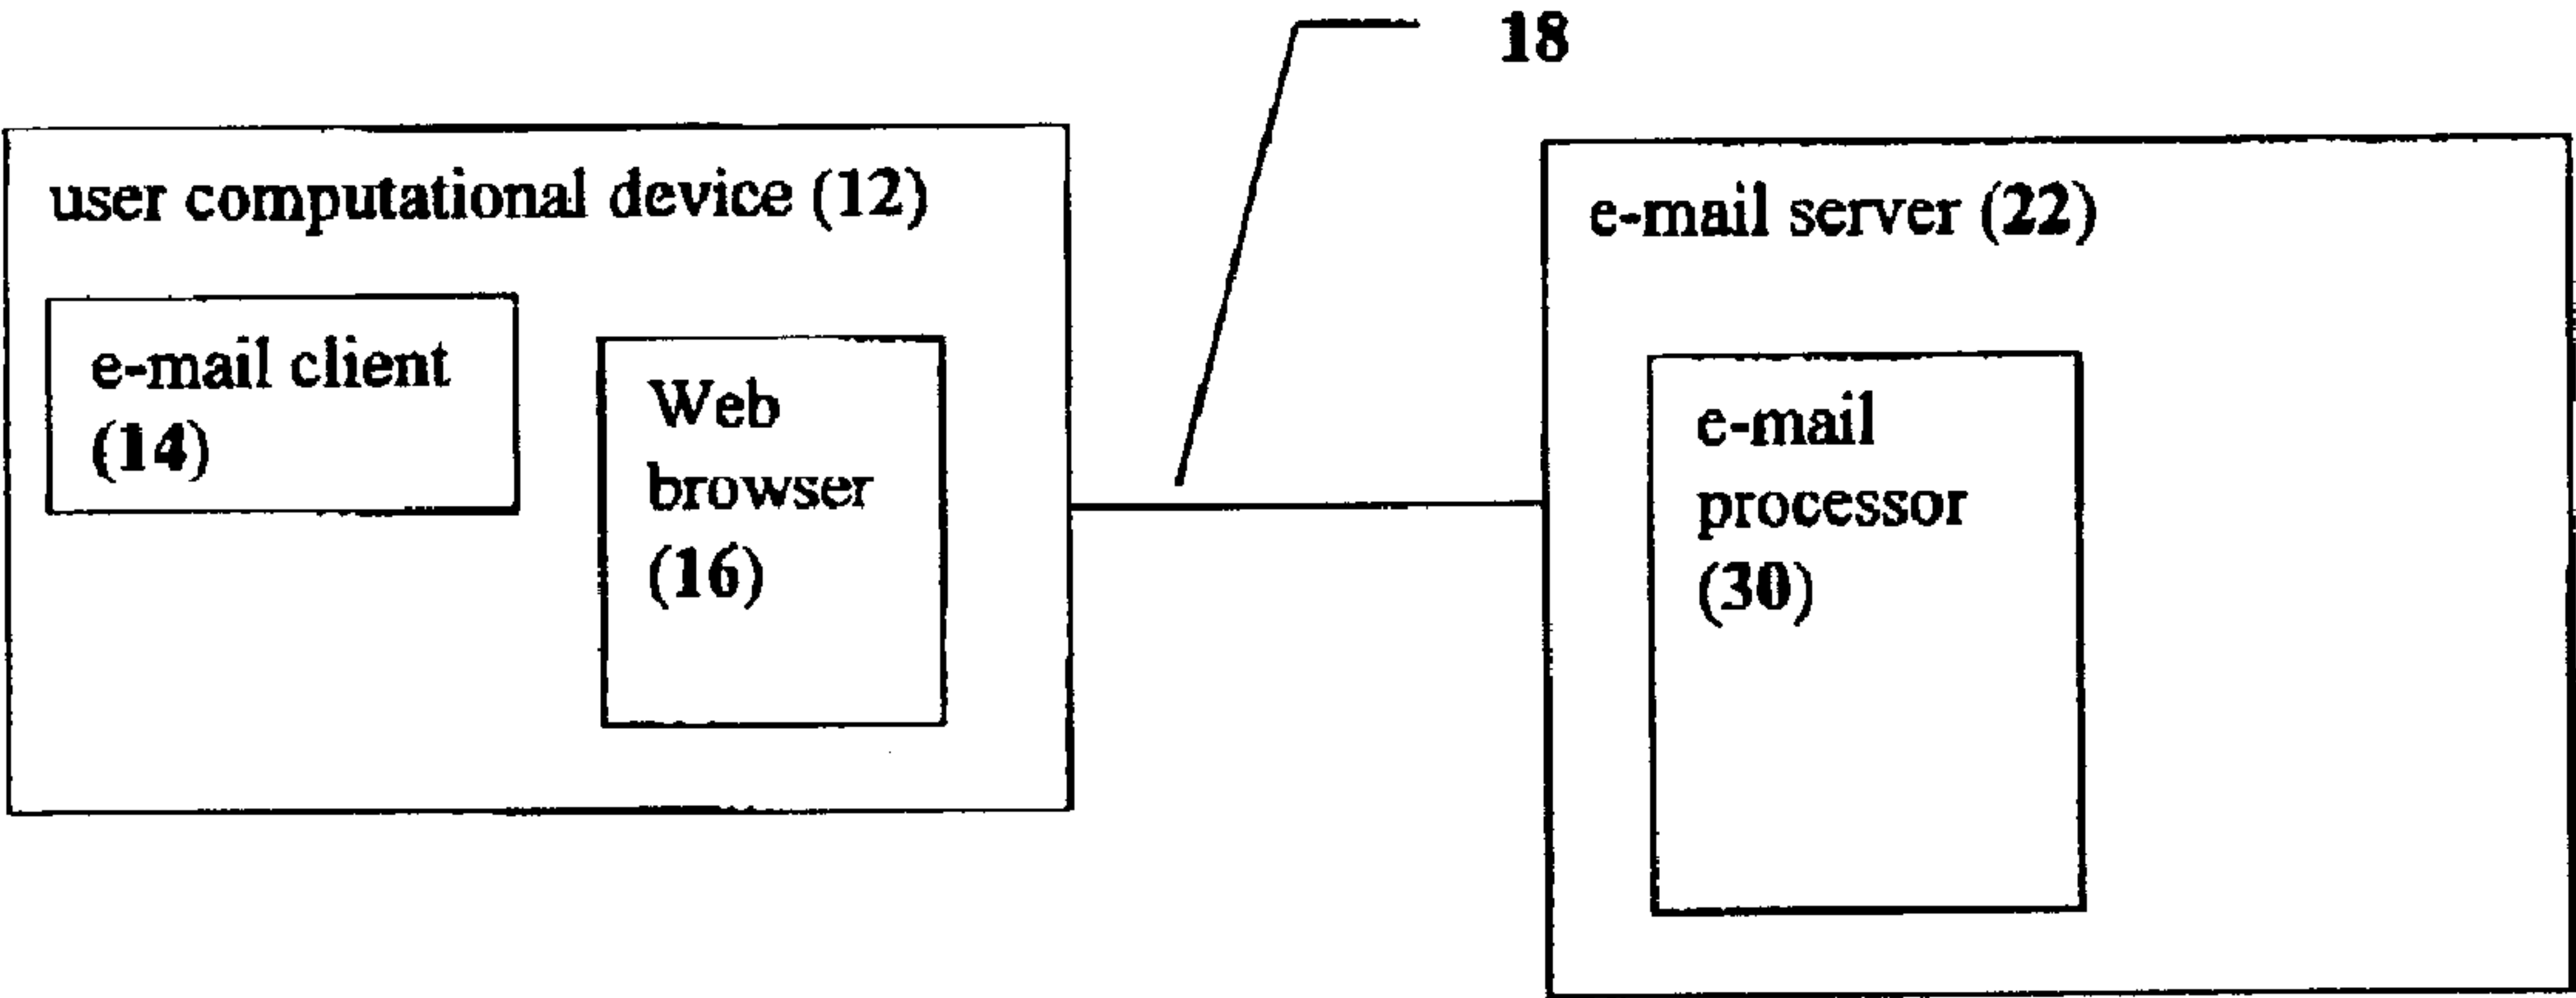 18
user computational device (12)
e-mail client
(14)
Web
browser
(16)
e-mail server (22)
e-mail
processor
(30)